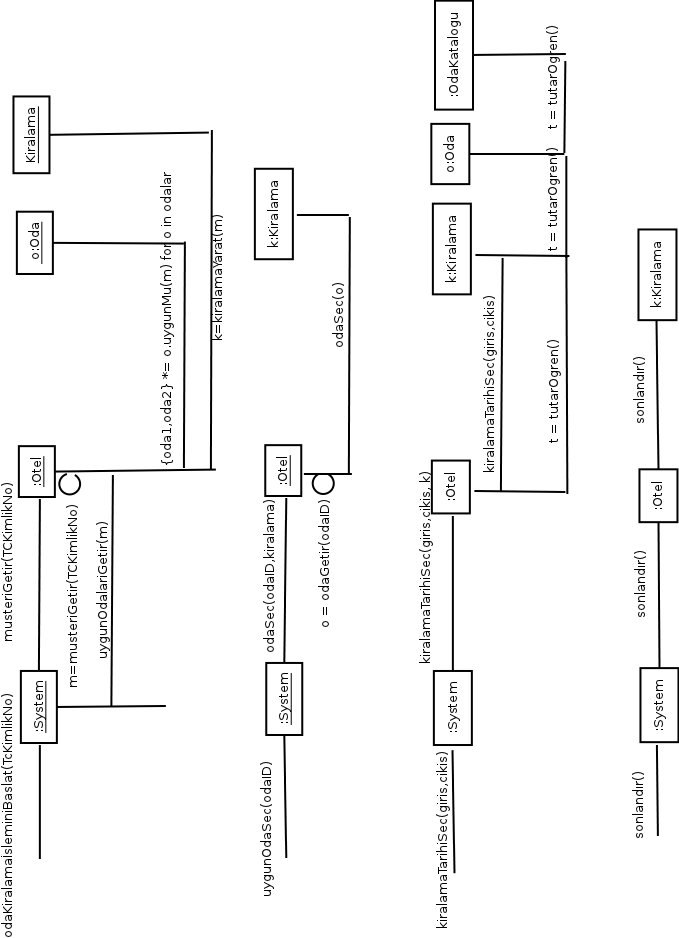 odaKiralamaisleminiBaslat(TcKimlikNo)
:System
musteriGetir(TCKimlikNo)
m=musteriGetir(TCKimlikNo)
uygunOdalariGetir(m)
:Otel
{oda1,oda2} *= o.uygunMu(m) for o in odalar
k=kiralamaYarat(m)
o:Oda
Kiralama
uygunOdaSec(odaID)
:System
odaSec(odaID,kiralama)
:Otel
o = odaGetir(odaID)
odaSec(o)
k:Kiralama
kiralamaTarihiSec(giris,cikis)
:System
kiralamaTarihiSec(giris,cikis, k)
:Otel
kiralamaTarihiSec(giris,cikis)
t = tutarOgren()
k:Kiralama
t = tutarOgren()
o:Oda
t = tutarOgren()
:OdaKatalogu
sonlandir()
:System
sonlandir()
:Otel
sonlandir()
k:Kiralama